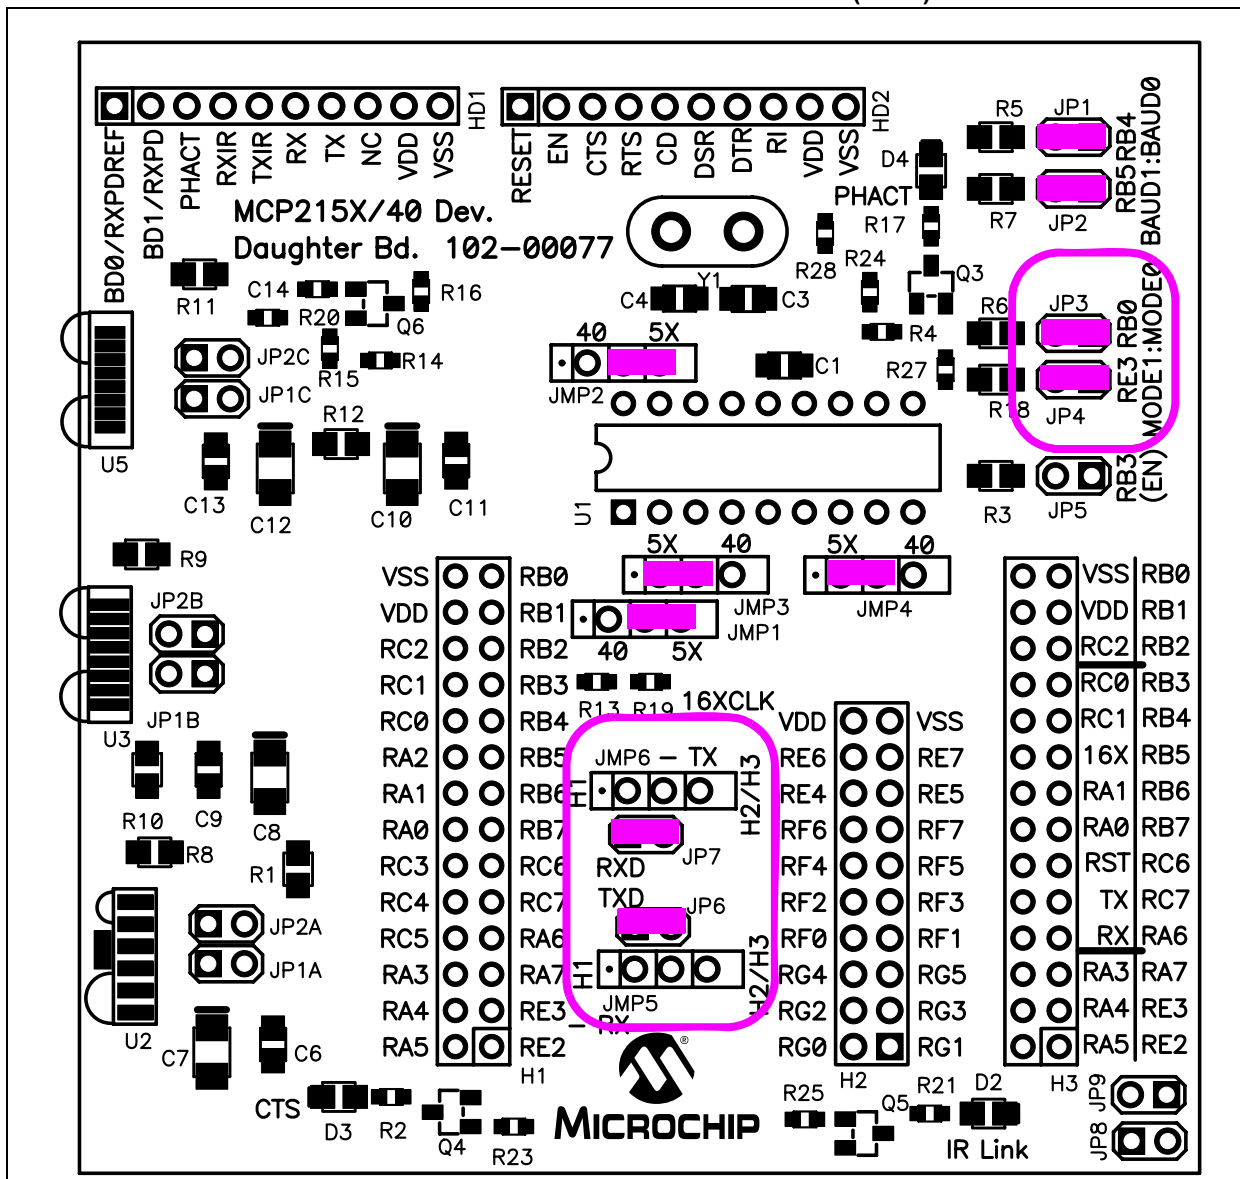 HD1
HD2
BD0/RXPDREF
BD1/RXPD
PHACT
RXIR
TXIR
RX
TX
NC
VDD
VSS
RESET
EN
CTS
RTS
CD
DSR
DTR
RI
VDD
VSS
MCP215X/40 Dev.
Daughter Bd. 102-00077
D4
PHACT
R17
R5
JP1
RB4
R7
JP2
RB5
BAUD1:BAUD0
R28
R24
Q3
R11
C14
R20
Q6
R16
C4
Y1
C3
R4
R6
JP3
RB0
R27
R18
JP4
RE3
MODE1:MODE0
JP2C
R15
R14
JP1C
40 5X
JMP2
C1
R12
U5
C13
C12
C10
C11
U1
R3
JP5
RB3
(EN)
R9
5X 40
JMP3
5X 40
JMP4
JMP1
40 5X
JP2B
JP1B
U3
R13 R19 16XCLK
VSS RB0
VDD RB1
RC2 RB2
RC1 RB3
RC0 RB4
RA2 RB5
RA1 RB6
RA0 RB7
RC3 RC6
RC4 RC7
RC5 RA6
RA3 RA7
RA4 RE3
RA5 RE2
H1
JMP6 – TX
H1
H2/H3
JP7
RXD
TXD
JP6
H1
H2/H3
JMP5
– RX
VDD VSS
RE6 RE7
RE4 RE5
RF6 RF7
RF4 RF5
RF2 RF3
RF0 RF1
RG4 RG5
RG2 RG3
RG0 RG1
H2
VSS RB0
VDD RB1
RC2 RB2
RC0 RB3
RC1 RB4
16X RB5
RA1 RB6
RA0 RB7
RST RC6
TX RC7
RX RA6
RA3 RA7
RA4 RE3
RA5 RE2
H3
R10
C9
C8
R8
R1
JP2A
JP1A
U2
C7
C6
CTS
D3
R2
Q4
R23
MICROCHIP
®
R25
Q5
R21
D2
IR Link
JP9
JP8